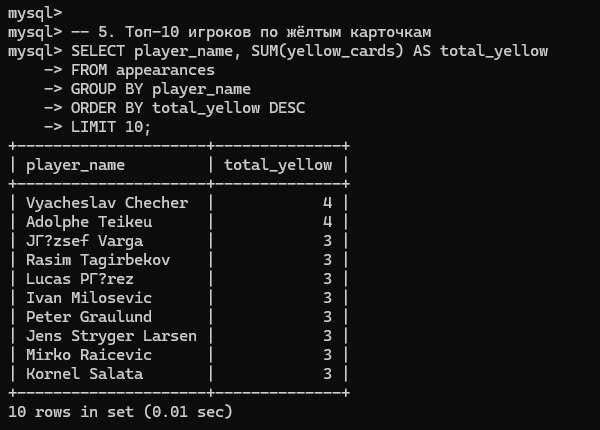 mysql>
mysql> -- 5. Топ-10 игроков по жёлтым карточкам
mysql> SELECT player_name, SUM(yellow_cards) AS total_yellow
    -> FROM appearances
    -> GROUP BY player_name
    -> ORDER BY total_yellow DESC
    -> LIMIT 10;
+---------------------+--------------+
| player_name         | total_yellow |
+---------------------+--------------+
| Vyacheslav Checher  |            4 |
| Adolphe Teikeu      |            4 |
| JГ?zsef Varga       |            3 |
| Rasim Tagirbekov    |            3 |
| Lucas PГ?rez        |            3 |
| Ivan Milosevic      |            3 |
| Peter Graulund      |            3 |
| Jens Stryger Larsen |            3 |
| Mirko Raicevic      |            3 |
| Kornel Salata       |            3 |
+---------------------+--------------+
10 rows in set (0.01 sec)